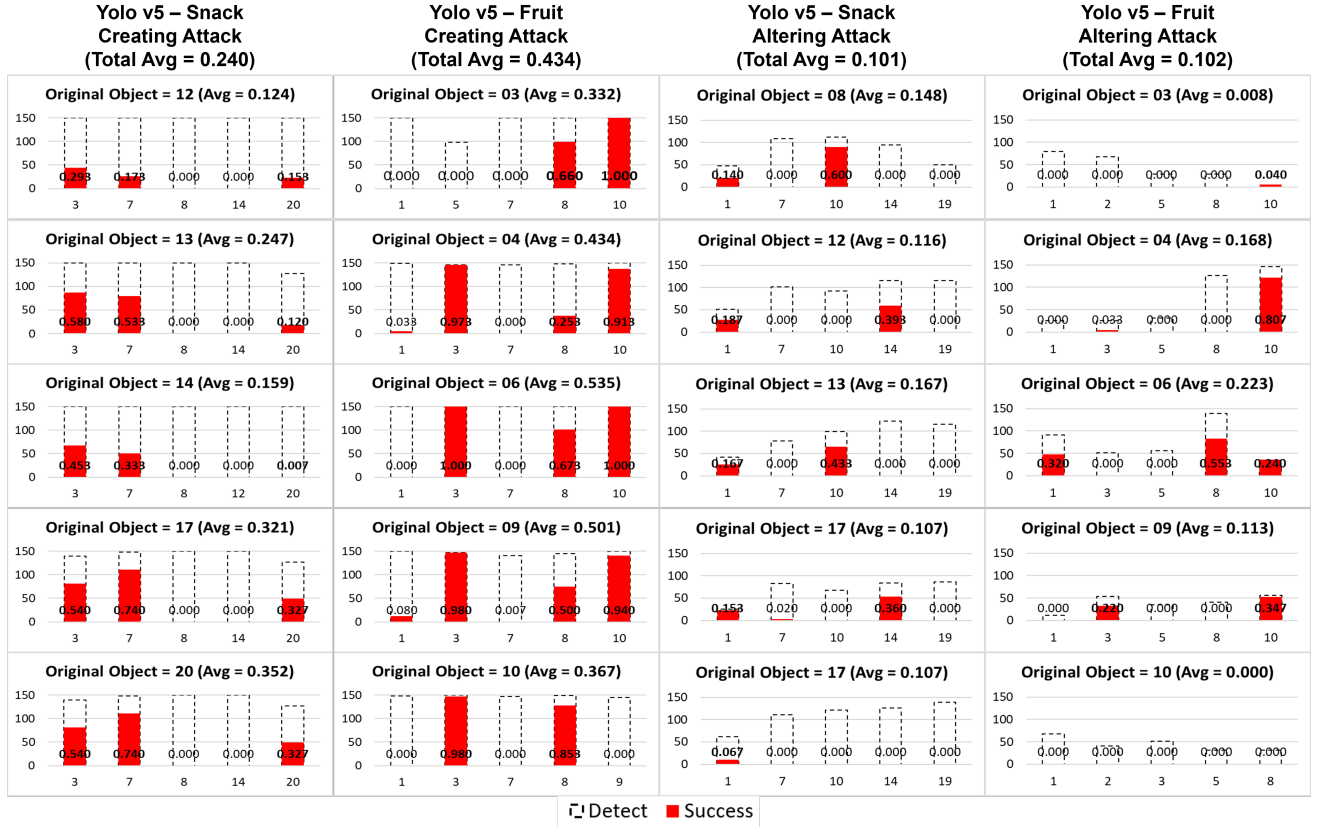 Yolo v5 – Snack
Creating Attack
(Total Avg = 0.240)
Yolo v5 – Fruit
Creating Attack
(Total Avg = 0.434)
Yolo v5 – Snack
Altering Attack
(Total Avg = 0.101)
Yolo v5 – Fruit
Altering Attack
(Total Avg = 0.102)
Original Object = 12 (Avg = 0.124)
150
100
50
0
0.293 0.173 0.000 0.000 0.153
3 7 8 14 20
Original Object = 03 (Avg = 0.332)
150
100
50
0
0.000 0.000 0.000 0.660 1.000
1 5 7 8 10
Original Object = 08 (Avg = 0.148)
150
100
50
0
0.140 0.000 0.600 0.000 0.000
1 7 10 14 19
Original Object = 03 (Avg = 0.008)
150
100
50
0
0.000 0.000 0.000 0.000 0.040
1 2 5 8 10
Original Object = 13 (Avg = 0.247)
150
100
50
0
0.580 0.533 0.000 0.000 0.120
3 7 8 14 20
Original Object = 04 (Avg = 0.434)
150
100
50
0
0.033 0.973 0.000 0.253 0.913
1 3 7 8 10
Original Object = 12 (Avg = 0.116)
150
100
50
0
0.187 0.000 0.000 0.393 0.000
1 7 10 14 19
Original Object = 04 (Avg = 0.168)
150
100
50
0
0.000 0.033 0.000 0.000 0.807
1 3 5 8 10
Original Object = 14 (Avg = 0.159)
150
100
50
0
0.453 0.333 0.000 0.000 0.007
3 7 8 12 20
Original Object = 06 (Avg = 0.535)
150
100
50
0
0.000 1.000 0.000 0.673 1.000
1 3 7 8 10
Original Object = 13 (Avg = 0.167)
150
100
50
0
0.167 0.000 0.433 0.000 0.000
1 7 10 14 19
Original Object = 06 (Avg = 0.223)
150
100
50
0
0.320 0.000 0.000 0.553 0.240
1 3 5 8 10
Original Object = 17 (Avg = 0.321)
150
100
50
0
0.540 0.740 0.000 0.000 0.327
3 7 8 14 20
Original Object = 09 (Avg = 0.501)
150
100
50
0
0.080 0.980 0.007 0.500 0.940
1 3 7 8 10
Original Object = 17 (Avg = 0.107)
150
100
50
0
0.153 0.020 0.000 0.360 0.000
1 7 10 14 19
Original Object = 09 (Avg = 0.113)
150
100
50
0
0.000 0.220 0.000 0.000 0.347
1 3 5 8 10
Original Object = 20 (Avg = 0.352)
150
100
50
0
0.540 0.740 0.000 0.000 0.327
3 7 8 14 20
Original Object = 10 (Avg = 0.367)
150
100
50
0
0.000 0.980 0.000 0.853 0.000
1 3 7 8 9
Original Object = 17 (Avg = 0.107)
150
100
50
0
0.067 0.000 0.000 0.000 0.000
1 7 10 14 19
Original Object = 10 (Avg = 0.000)
150
100
50
0
0.000 0.000 0.000 0.000 0.000
1 2 3 5 8
Detect Success